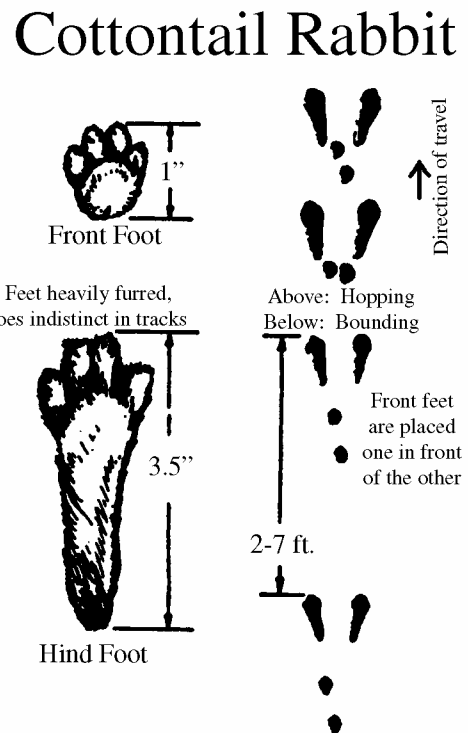 Cottontail Rabbit
1”
Front Foot
Direction of travel
Feet heavily furred,
oes indistinct in tracks
Above: Hopping
Below: Bounding
Front feet
are placed
one in front
of the other
3.5”
2-7 ft.
Hind Foot